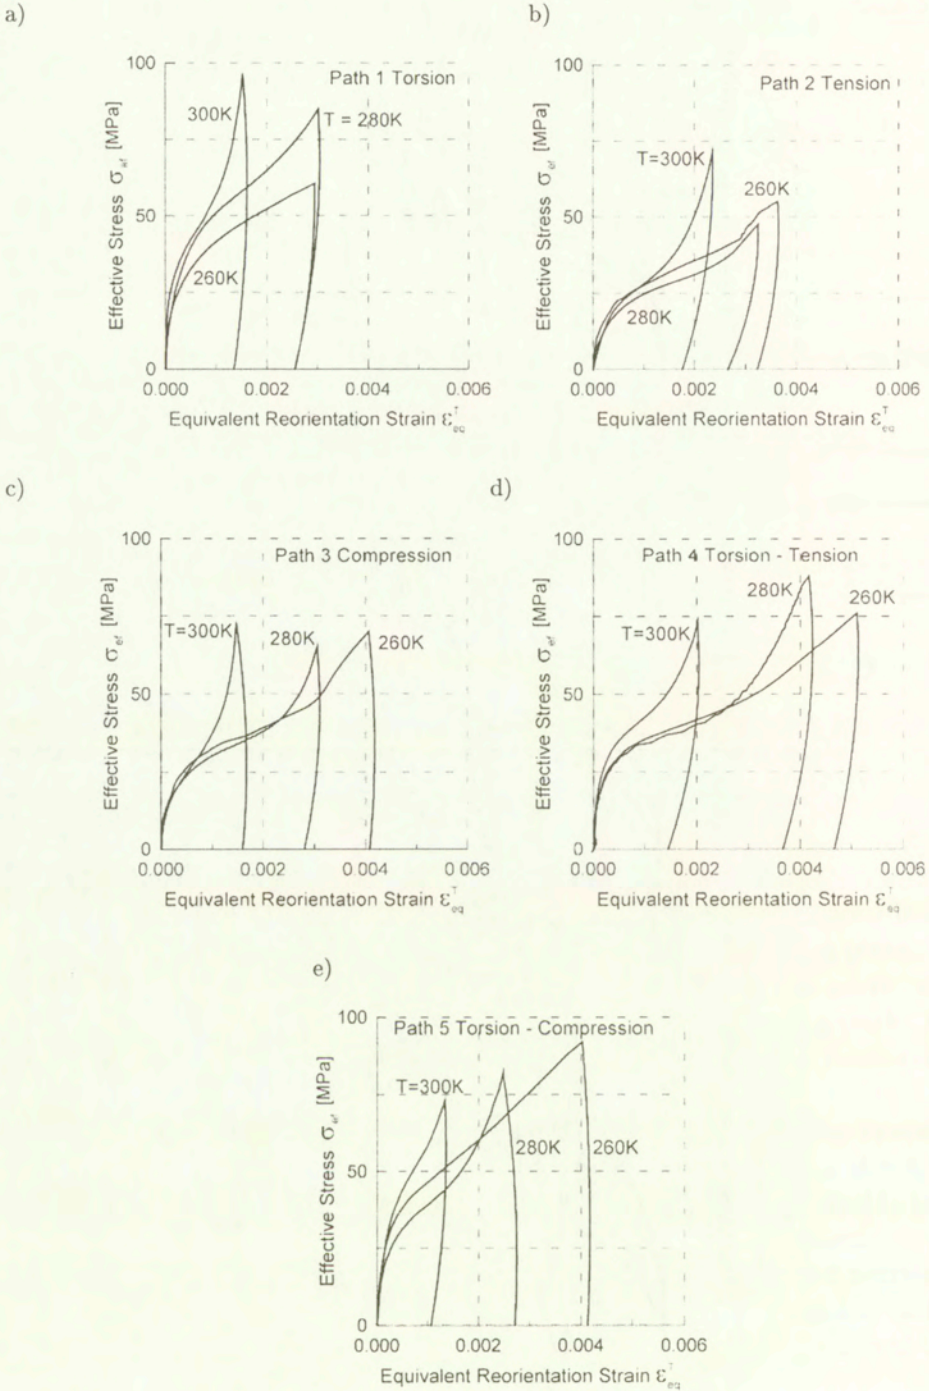 a)
100
Path 1 Torsion
300K
T = 280K
50
260K
0
0.000 0.002 0.004 0.006
Effective Stress σef [MPa]
Equivalent Reorientation Strain εᵀeq
b)
100
Path 2 Tension
T=300K
260K
50
280K
0
0.000 0.002 0.004 0.006
Effective Stress σef [MPa]
Equivalent Reorientation Strain εᵀeq
c)
100
Path 3 Compression
T=300K
280K
260K
50
0
0.000 0.002 0.004 0.006
Effective Stress σef [MPa]
Equivalent Reorientation Strain εᵀeq
d)
100
Path 4 Torsion - Tension
280K
260K
T=300K
50
0
0.000 0.002 0.004 0.006
Effective Stress σef [MPa]
Equivalent Reorientation Strain εᵀeq
e)
100
Path 5 Torsion - Compression
T=300K
280K
260K
50
0
0.000 0.002 0.004 0.006
Effective Stress σef [MPa]
Equivalent Reorientation Strain εᵀeq